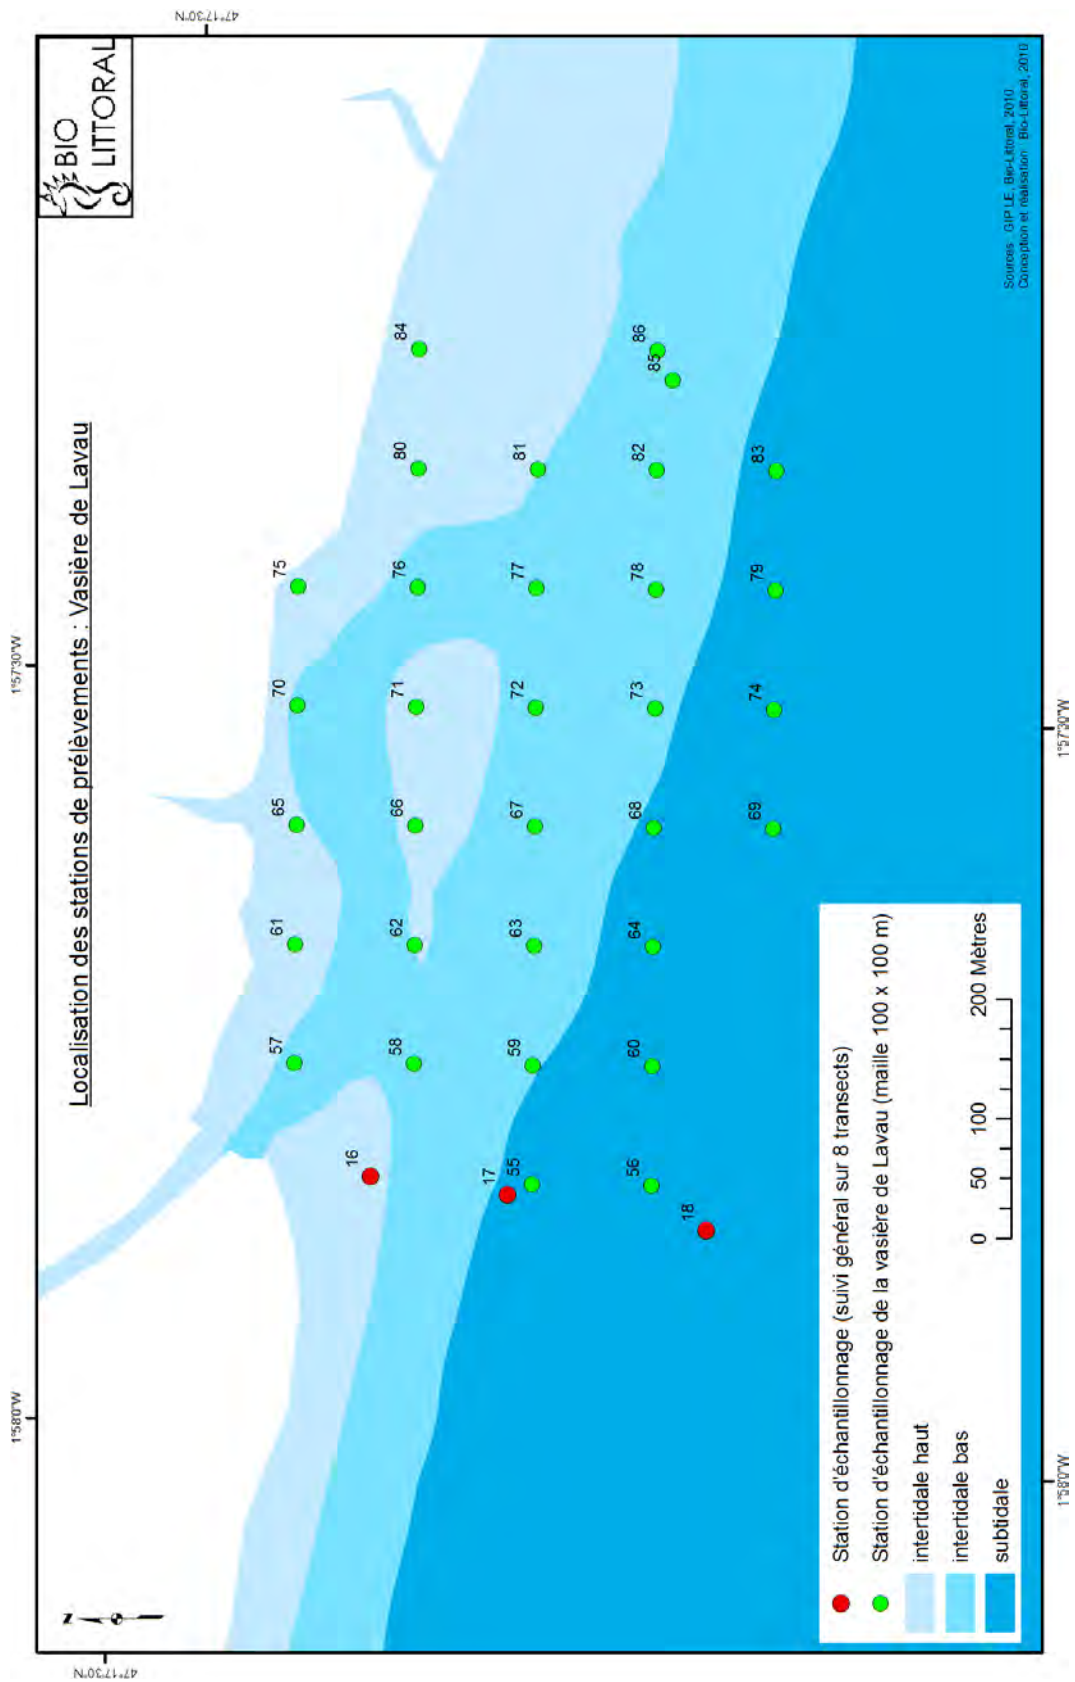 Localisation des stations de prélèvements : Vasière de Lavau
BIO
LITTORAL
1°58'0"W
1°57'30"W
47°17'30"N
47°17'30"N
N
75
84
70
80
65
76
61
71
57
66
62
58
16
81
77
72
67
63
59
17
55
86
85
82
78
73
68
64
60
56
18
83
79
74
69
Station d'échantillonnage (suivi général sur 8 transects)
Station d'échantillonnage de la vasière de Lavau (maille 100 x 100 m)
intertidale haut
intertidale bas
subtidale
0 50 100 200 Mètres
Sources : GIP LE, Bio-Littoral, 2010.
Conception et réalisation : Bio-Littoral, 2010
1°58'0"W
1°57'30"W